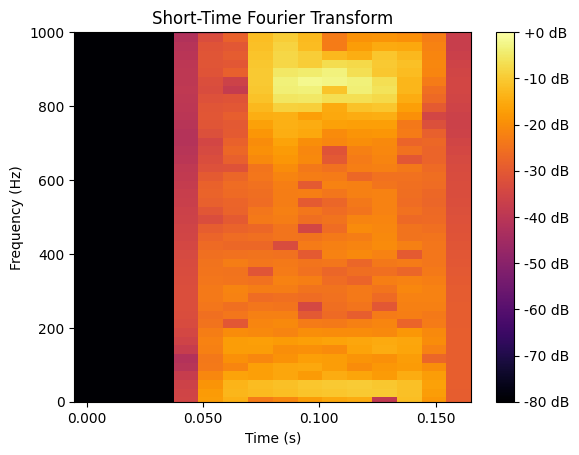 Short-Time Fourier Transform
1000
800
600
400
200
0
Frequency (Hz)
0.000
0.050
0.100
0.150
Time (s)
+0 dB
-10 dB
-20 dB
-30 dB
-40 dB
-50 dB
-60 dB
-70 dB
-80 dB